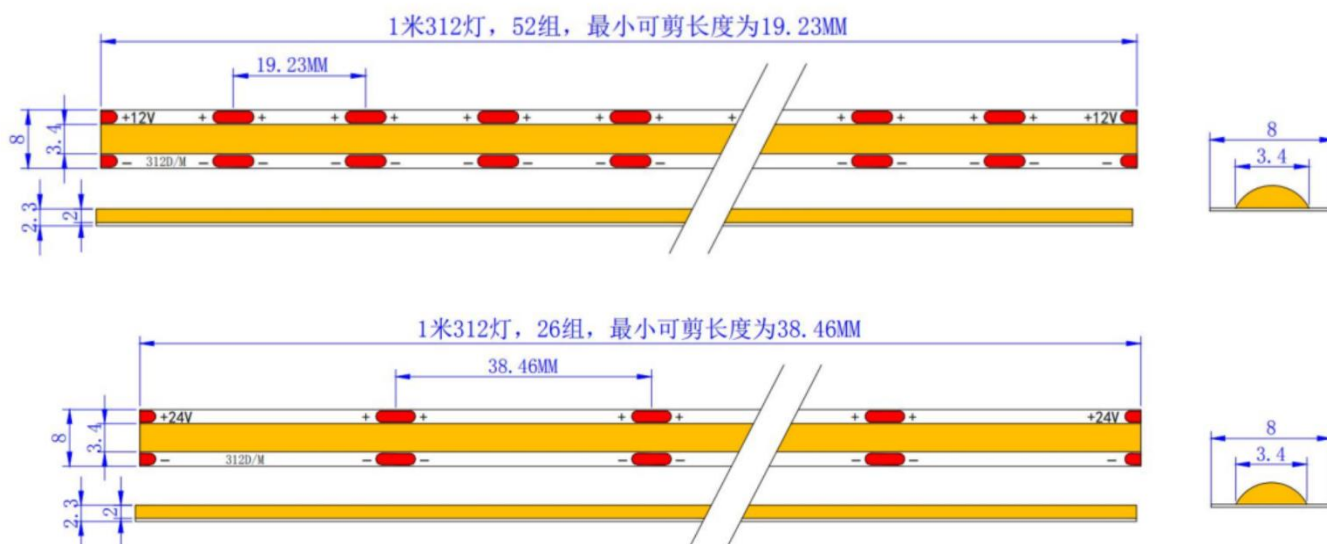 1米312灯，52组，最小可剪长度为19.23MM
19.23MM
+12V + + + + + + + + + + + + + +12V
8
3.4
- 312D/M - - - - - - - - - - - - -
2.3
2
8
3.4
1米312灯，26组，最小可剪长度为38.46MM
38.46MM
+24V + + + + + + +24V
8
3.4
- 312D/M - - - - - - -
2.3
2
8
3.4